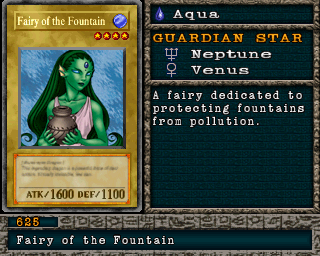 Fairy of the Fountain
ATK/1600 DEF/1100
Aqua
GUARDIAN STAR
Neptune
Venus
A fairy dedicated to
protecting fountains
from pollution.
625
Fairy of the Fountain